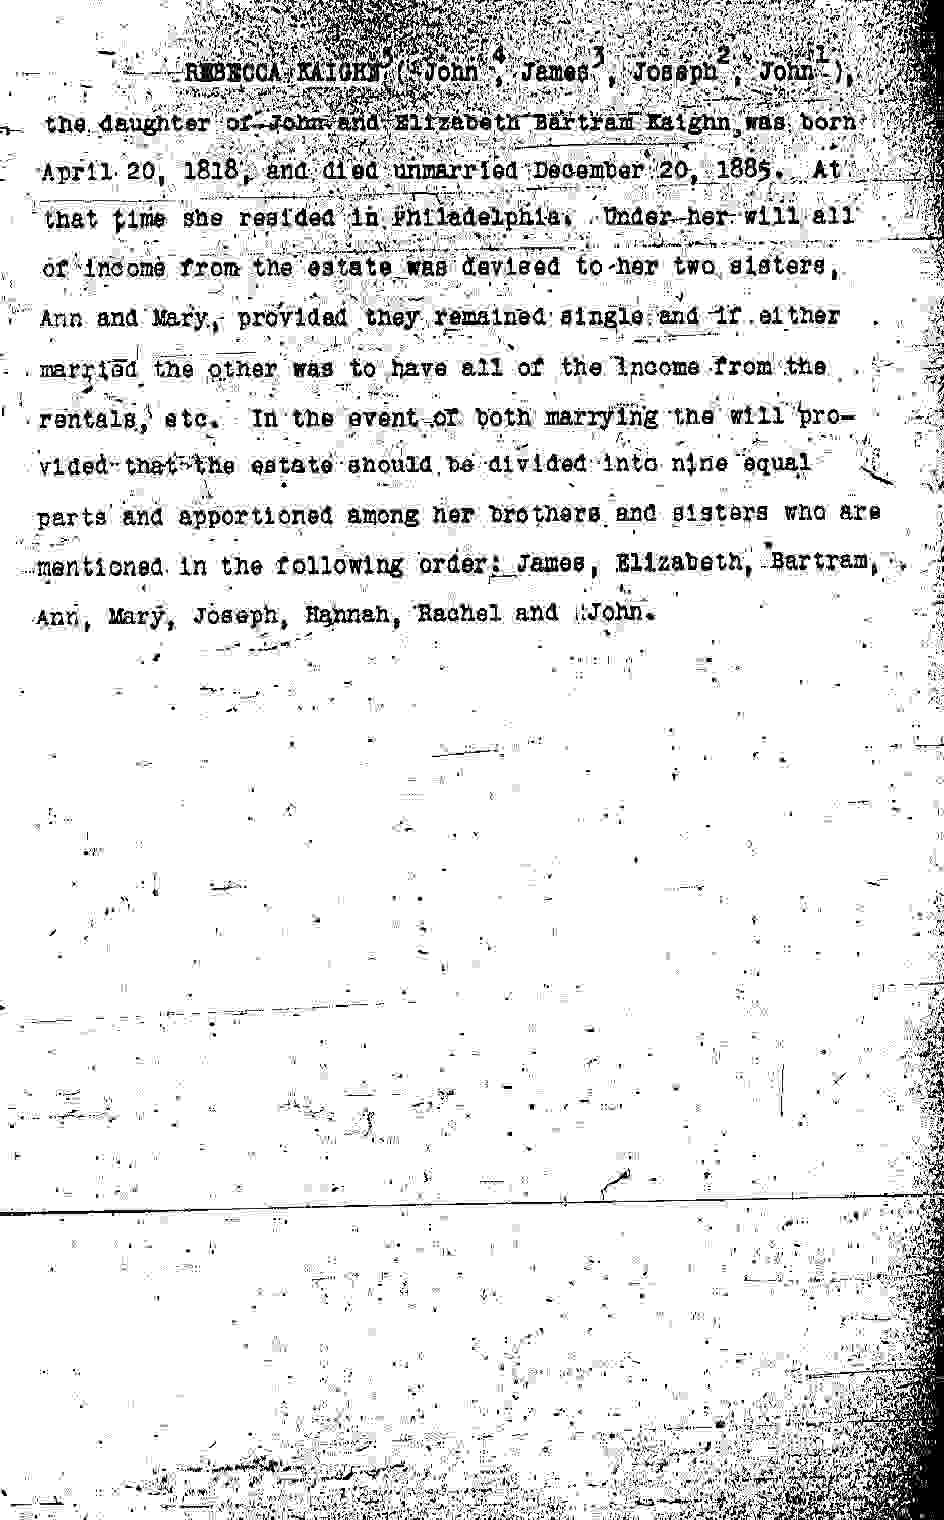 REBECCA KAIGHN⁵ (John⁴, James³, Joseph², John¹),
the daughter of John and Elizabeth Bartram Kaighn was born
April 20, 1818, and died unmarried December 20, 1885. At
that time she resided in Philadelphia. Under her will all
of income from the estate was devised to her two sisters,
Ann and Mary, provided they remained single and if either
married the other was to have all of the income from the
rentals, etc. In the event of both marrying the will pro-
vided that the estate should be divided into nine equal
parts and apportioned among her brothers and sisters who are
mentioned in the following order: James, Elizabeth, Bartram,
Ann, Mary, Joseph, Hannah, Rachel and John.